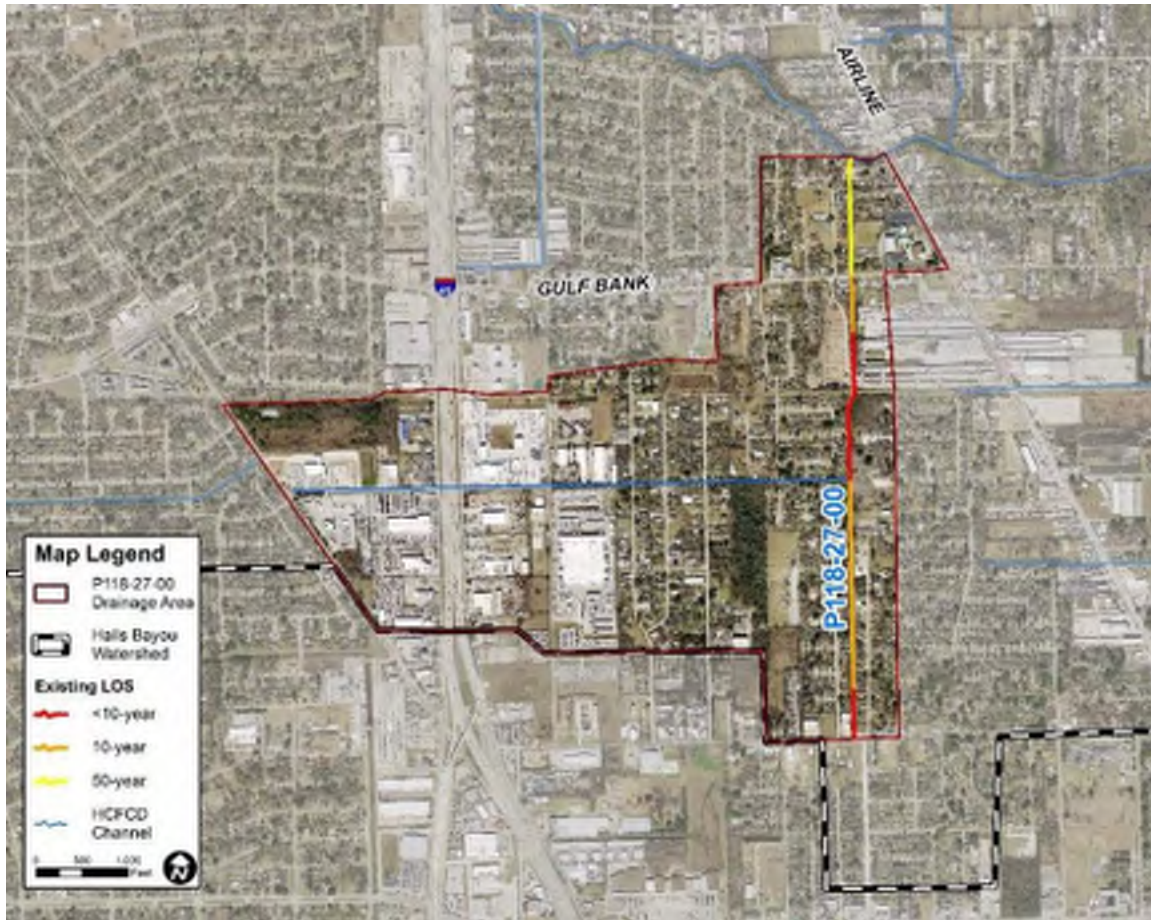 AIRLINE
GULF BANK
45
P118-27-00
Map Legend
P118-27-00
Drainage Area
Halls Bayou
Watershed
Existing LOS
<10-year
10-year
50-year
HCFCD
Channel
0 500 1,000
Feet
N